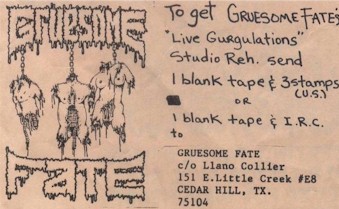 GRUESOME
FATE
To get GRUESOME FATE'S
"Live Gurgulations"
Studio Reh. send
1 blank tape & 3 stamps
(U.S.)
OR
1 blank tape & I.R.C.
to
GRUESOME FATE
c/o Llano Collier
151 E.Little Creek #E8
CEDAR HILL, TX.
75104